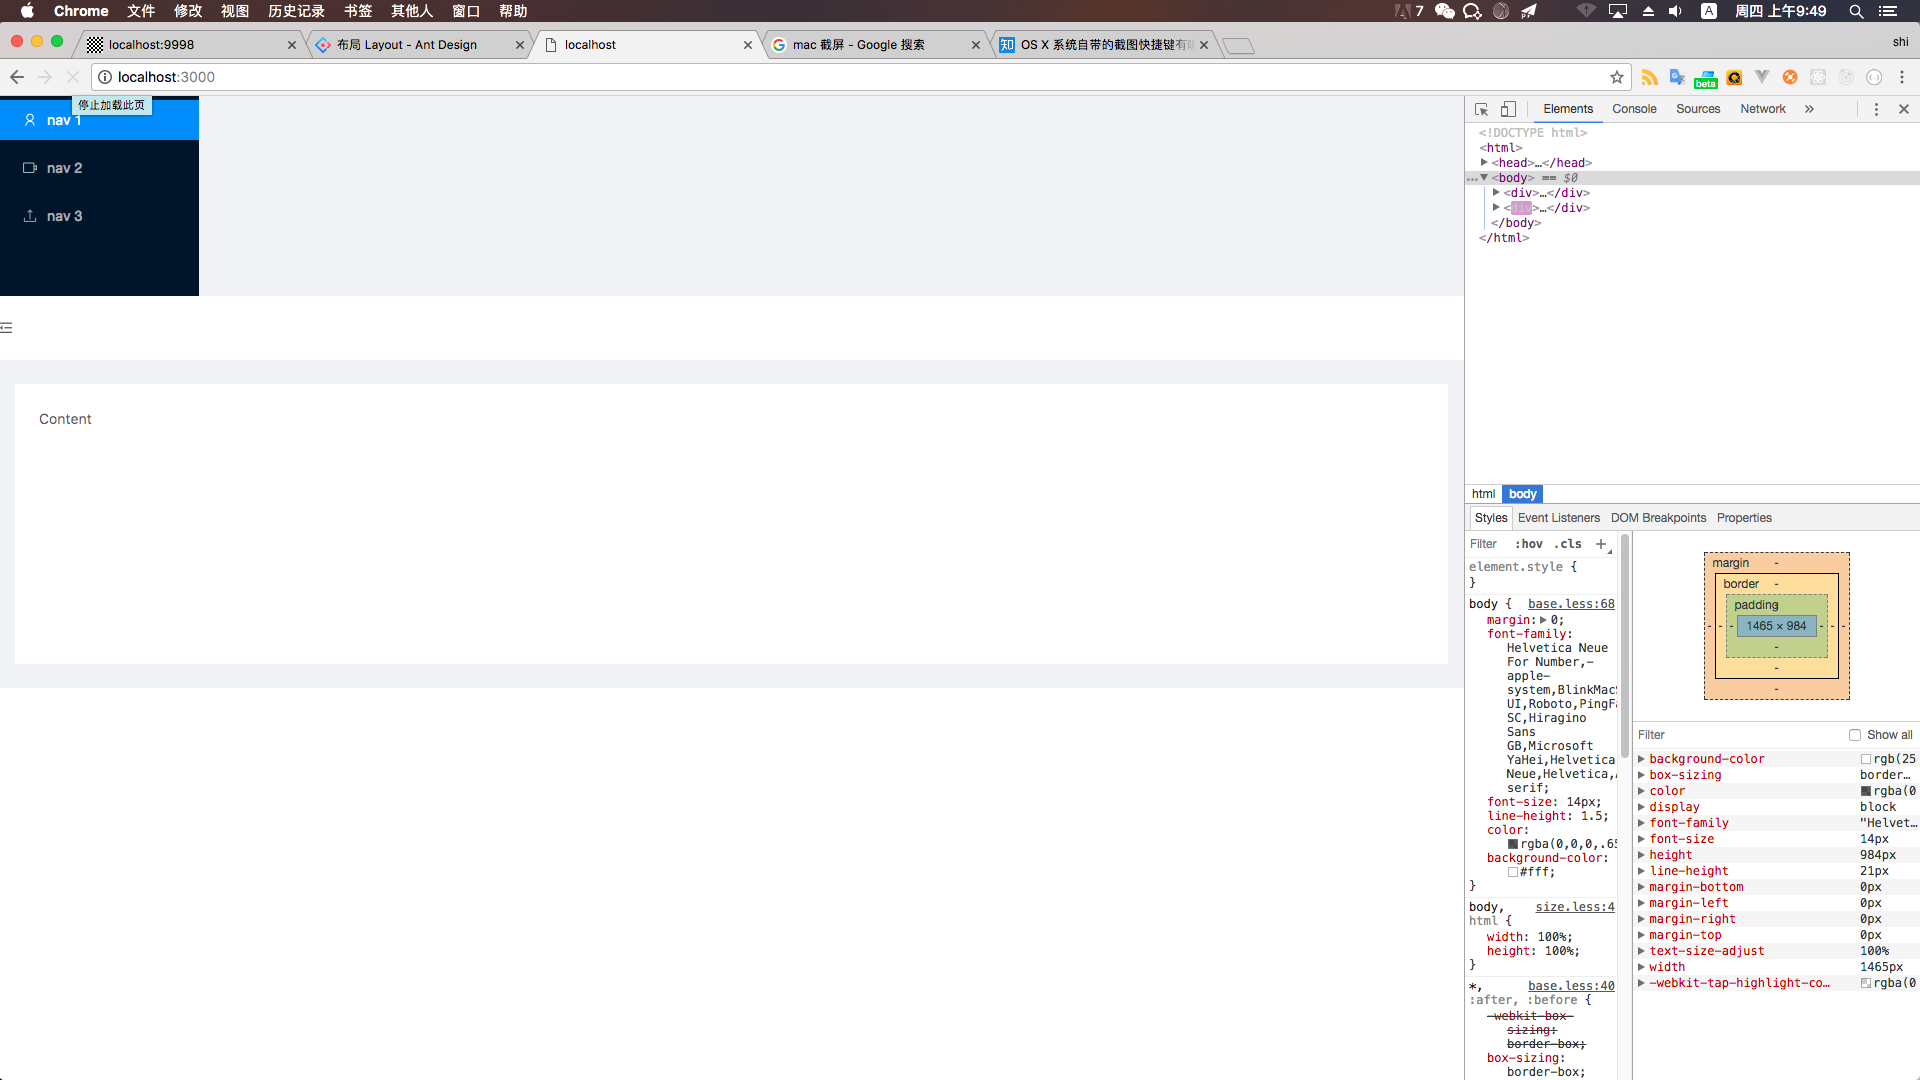 Chrome 文件 修改 视图 历史记录 书签 其他人 窗口 帮助 7 A 周四 上午9:49
localhost:9998 布局 Layout - Ant Design localhost mac 截屏 - Google 搜索 知 OS X 系统自带的截图快捷键有 shi
localhost:3000 beta
停止加载此页
nav 1
nav 2
nav 3
Content
Elements Console Sources Network »
<!DOCTYPE html>
<html>
<head>…</head>
… <body> == $0
<div>…</div>
<div>…</div>
</body>
</html>
html body
Styles Event Listeners DOM Breakpoints Properties
Filter :hov .cls +
element.style {
}
body { base.less:68
margin: 0;
font-family:
Helvetica Neue
For Number,-
apple-
system,BlinkMac
UI,Roboto,PingFa
SC,Hiragino
Sans
GB,Microsoft
YaHei,Helvetica
Neue,Helvetica,
serif;
font-size: 14px;
line-height: 1.5;
color:
rgba(0,0,0,.65
background-color:
#fff;
}
body, size.less:4
html {
width: 100%;
height: 100%;
}
*, base.less:40
:after, :before {
-webkit-box-
sizing:
border-box;
box-sizing:
border-box;
margin -
border -
padding -
- - - 1465 × 984 - - -
-
-
-
Filter Show all
background-color rgb(25
box-sizing border…
color rgba(0
display block
font-family "Helvet…
font-size 14px
height 984px
line-height 21px
margin-bottom 0px
margin-left 0px
margin-right 0px
margin-top 0px
text-size-adjust 100%
width 1465px
-webkit-tap-highlight-co… rgba(0